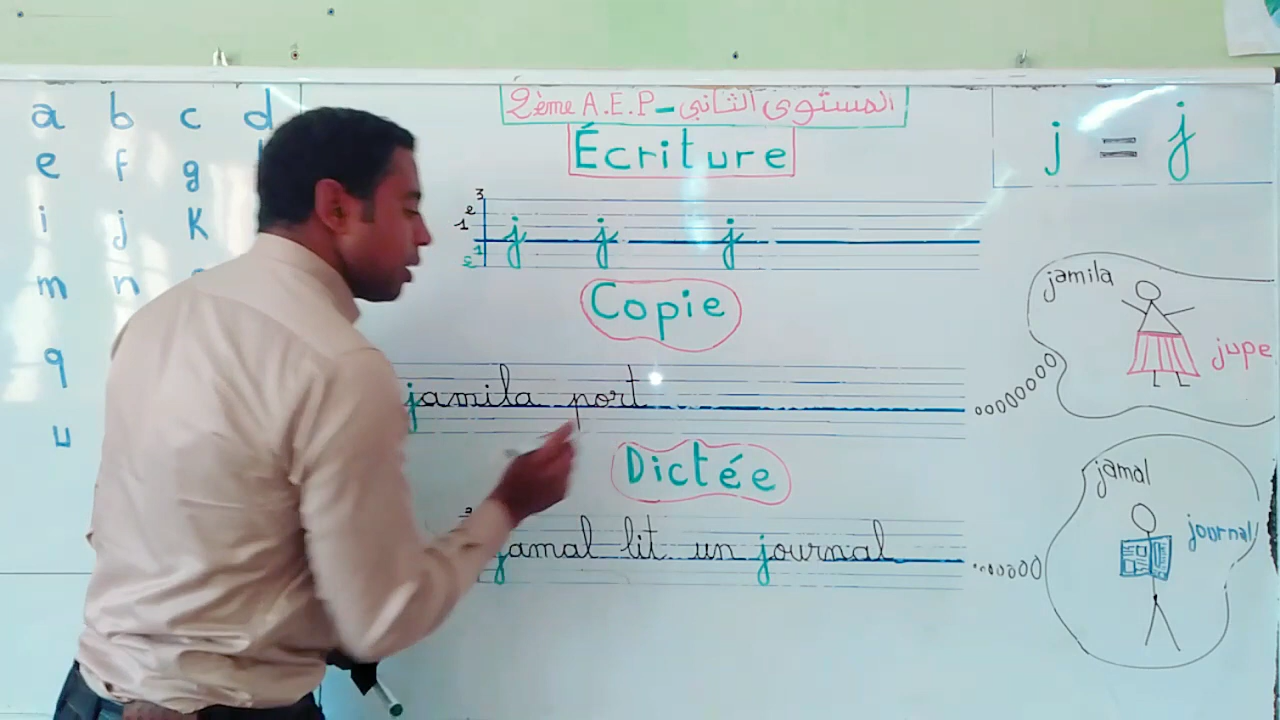 2ème A.E.P - المستوى الثاني
a b c d
e f g
i j k
m n
q
u
Écriture
3
2
1
1
2
j j j
j = j
Copie
jamila port
jamila
jupe
Dictée
jamal lit un journal
jamal
journal